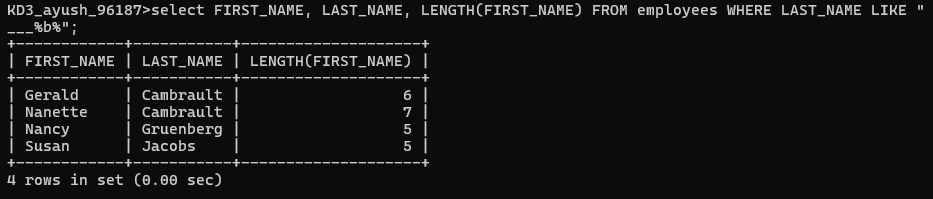 KD3_ayush_96187>select FIRST_NAME, LAST_NAME, LENGTH(FIRST_NAME) FROM employees WHERE LAST_NAME LIKE "
___%b%";
+------------+-----------+--------------------+
| FIRST_NAME | LAST_NAME | LENGTH(FIRST_NAME) |
+------------+-----------+--------------------+
| Gerald     | Cambrault |                  6 |
| Nanette    | Cambrault |                  7 |
| Nancy      | Gruenberg |                  5 |
| Susan      | Jacobs    |                  5 |
+------------+-----------+--------------------+
4 rows in set (0.00 sec)